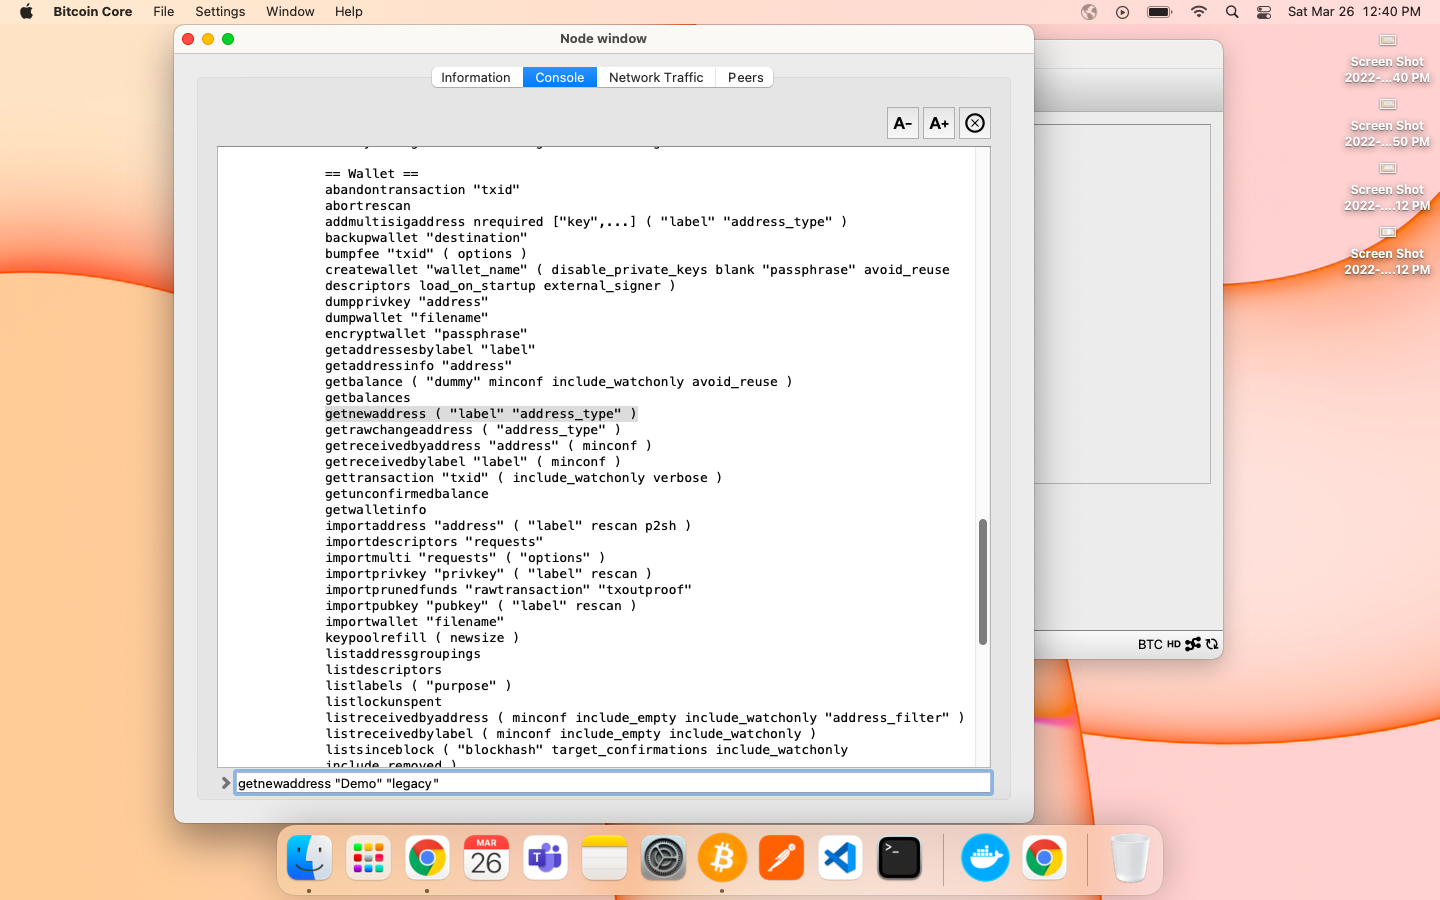 Bitcoin Core File Settings Window Help Sat Mar 26 12:40 PM
Node window
Information Console Network Traffic Peers
A- A+
== Wallet ==
abandontransaction "txid"
abortrescan
addmultisigaddress nrequired ["key",...] ( "label" "address_type" )
backupwallet "destination"
bumpfee "txid" ( options )
createwallet "wallet_name" ( disable_private_keys blank "passphrase" avoid_reuse
descriptors load_on_startup external_signer )
dumpprivkey "address"
dumpwallet "filename"
encryptwallet "passphrase"
getaddressesbylabel "label"
getaddressinfo "address"
getbalance ( "dummy" minconf include_watchonly avoid_reuse )
getbalances
getnewaddress ( "label" "address_type" )
getrawchangeaddress ( "address_type" )
getreceivedbyaddress "address" ( minconf )
getreceivedbylabel "label" ( minconf )
gettransaction "txid" ( include_watchonly verbose )
getunconfirmedbalance
getwalletinfo
importaddress "address" ( "label" rescan p2sh )
importdescriptors "requests"
importmulti "requests" ( "options" )
importprivkey "privkey" ( "label" rescan )
importprunedfunds "rawtransaction" "txoutproof"
importpubkey "pubkey" ( "label" rescan )
importwallet "filename"
keypoolrefill ( newsize )
listaddressgroupings
listdescriptors
listlabels ( "purpose" )
listlockunspent
listreceivedbyaddress ( minconf include_empty include_watchonly "address_filter" )
listreceivedbylabel ( minconf include_empty include_watchonly )
listsinceblock ( "blockhash" target_confirmations include_watchonly
include_removed )
getnewaddress "Demo" "legacy"
BTC HD
Screen Shot
2022-...40 PM
Screen Shot
2022-...50 PM
Screen Shot
2022-....12 PM
Screen Shot
2022-....12 PM
MAR
26